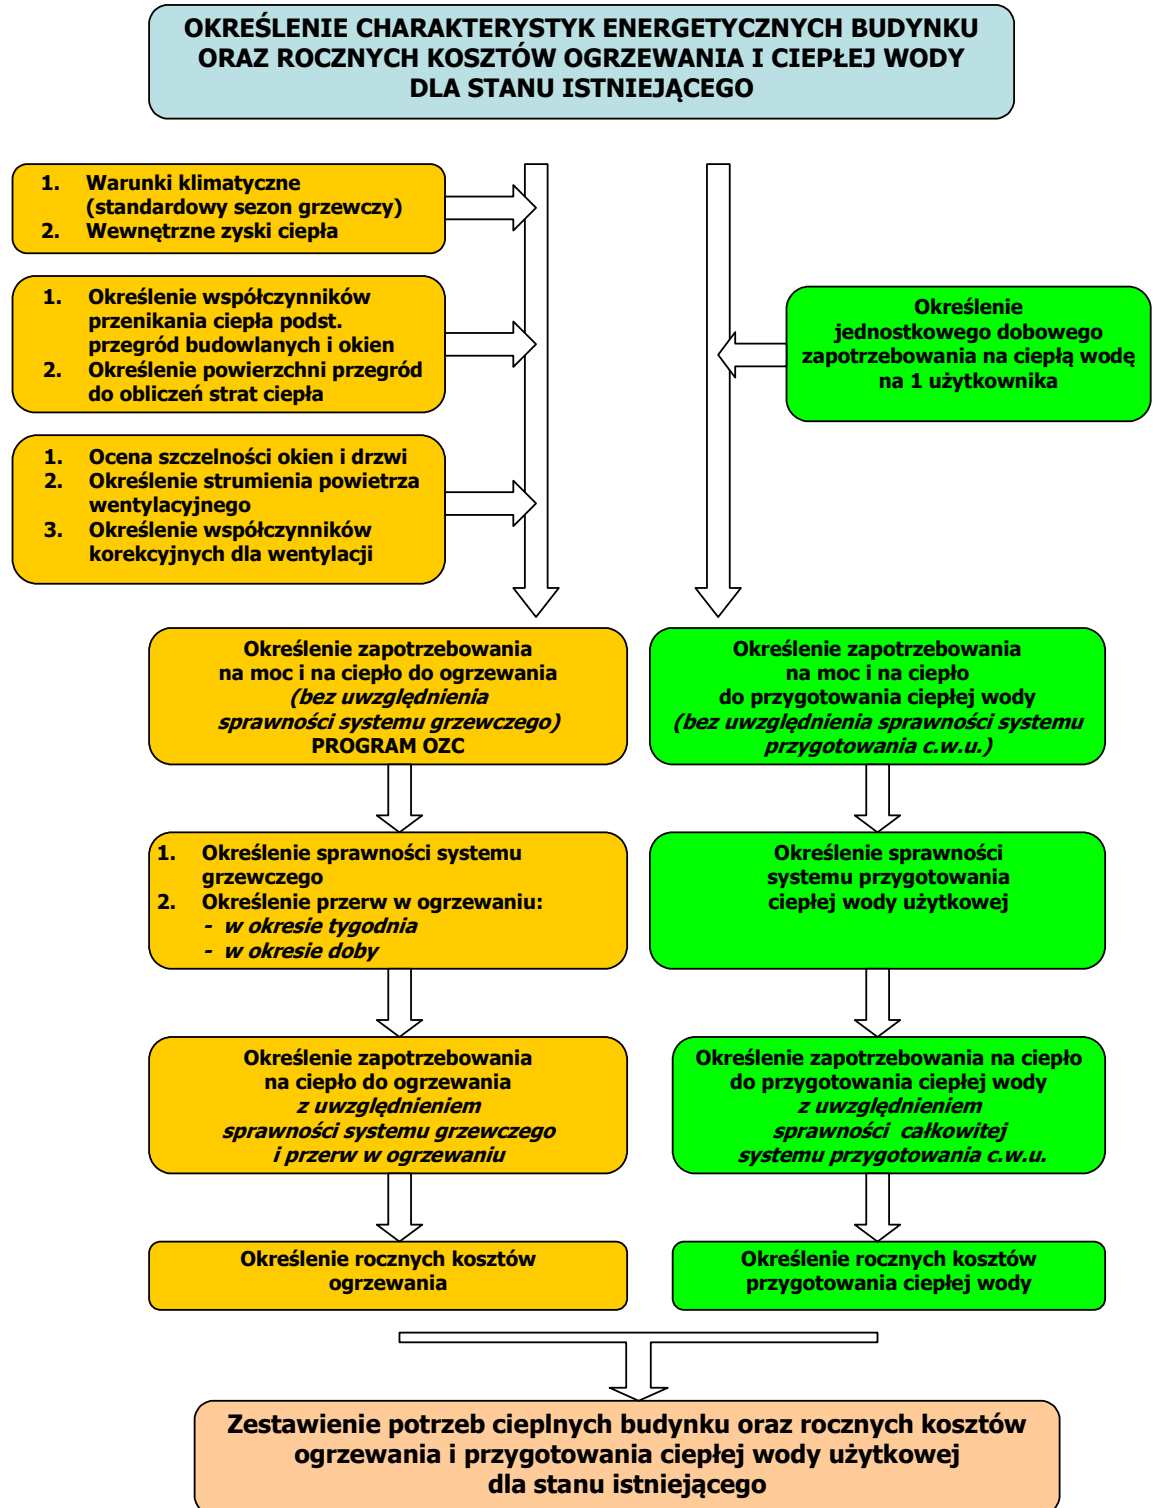 OKREŚLENIE CHARAKTERYSTYK ENERGETYCZNYCH BUDYNKU
ORAZ ROCZNYCH KOSZTÓW OGRZEWANIA I CIEPŁEJ WODY
DLA STANU ISTNIEJĄCEGO
1. Warunki klimatyczne
(standardowy sezon grzewczy)
2. Wewnętrzne zyski ciepła
1. Określenie współczynników
przenikania ciepła podst.
przegród budowlanych i okien
2. Określenie powierzchni przegród
do obliczeń strat ciepła
Określenie
jednostkowego dobowego
zapotrzebowania na ciepłą wodę
na 1 użytkownika
1. Ocena szczelności okien i drzwi
2. Określenie strumienia powietrza
wentylacyjnego
3. Określenie współczynników
korekcyjnych dla wentylacji
Określenie zapotrzebowania
na moc i na ciepło do ogrzewania
(bez uwzględnienia
sprawności systemu grzewczego)
PROGRAM OZC
Określenie zapotrzebowania
na moc i na ciepło
do przygotowania ciepłej wody
(bez uwzględnienia sprawności systemu
przygotowania c.w.u.)
1. Określenie sprawności systemu
grzewczego
2. Określenie przerw w ogrzewaniu:
- w okresie tygodnia
- w okresie doby
Określenie sprawności
systemu przygotowania
ciepłej wody użytkowej
Określenie zapotrzebowania
na ciepło do ogrzewania
z uwzględnieniem
sprawności systemu grzewczego
i przerw w ogrzewaniu
Określenie zapotrzebowania na ciepło
do przygotowania ciepłej wody
z uwzględnieniem
sprawności całkowitej
systemu przygotowania c.w.u.
Określenie rocznych kosztów
ogrzewania
Określenie rocznych kosztów
przygotowania ciepłej wody
Zestawienie potrzeb cieplnych budynku oraz rocznych kosztów
ogrzewania i przygotowania ciepłej wody użytkowej
dla stanu istniejącego